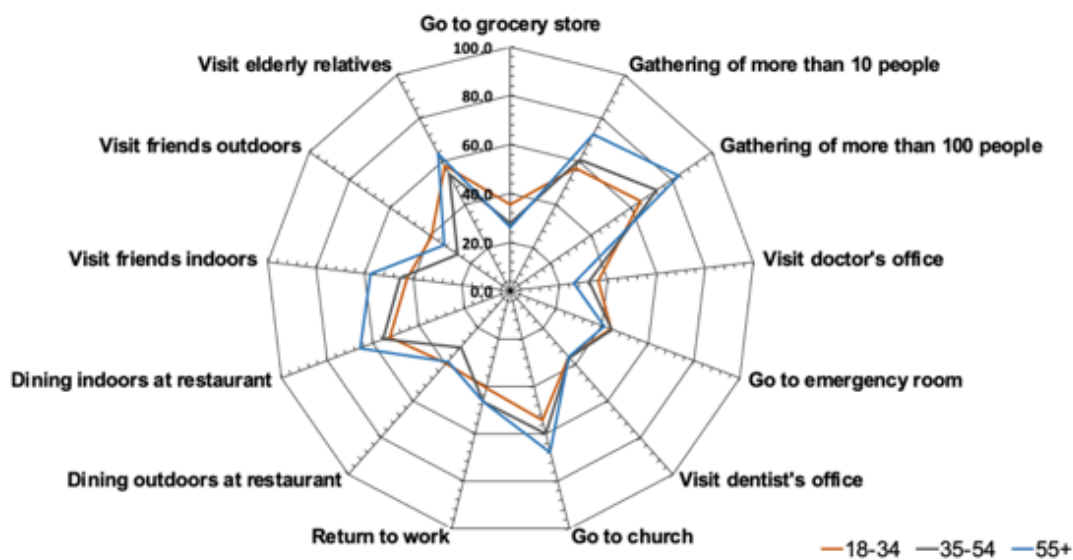 Go to grocery store
100.0
Visit elderly relatives
Gathering of more than 10 people
80.0
Visit friends outdoors
Gathering of more than 100 people
60.0
40.0
20.0
Visit friends indoors
Visit doctor's office
0.0
Dining indoors at restaurant
Go to emergency room
Dining outdoors at restaurant
Visit dentist's office
Return to work
Go to church
18-34
35-54
55+